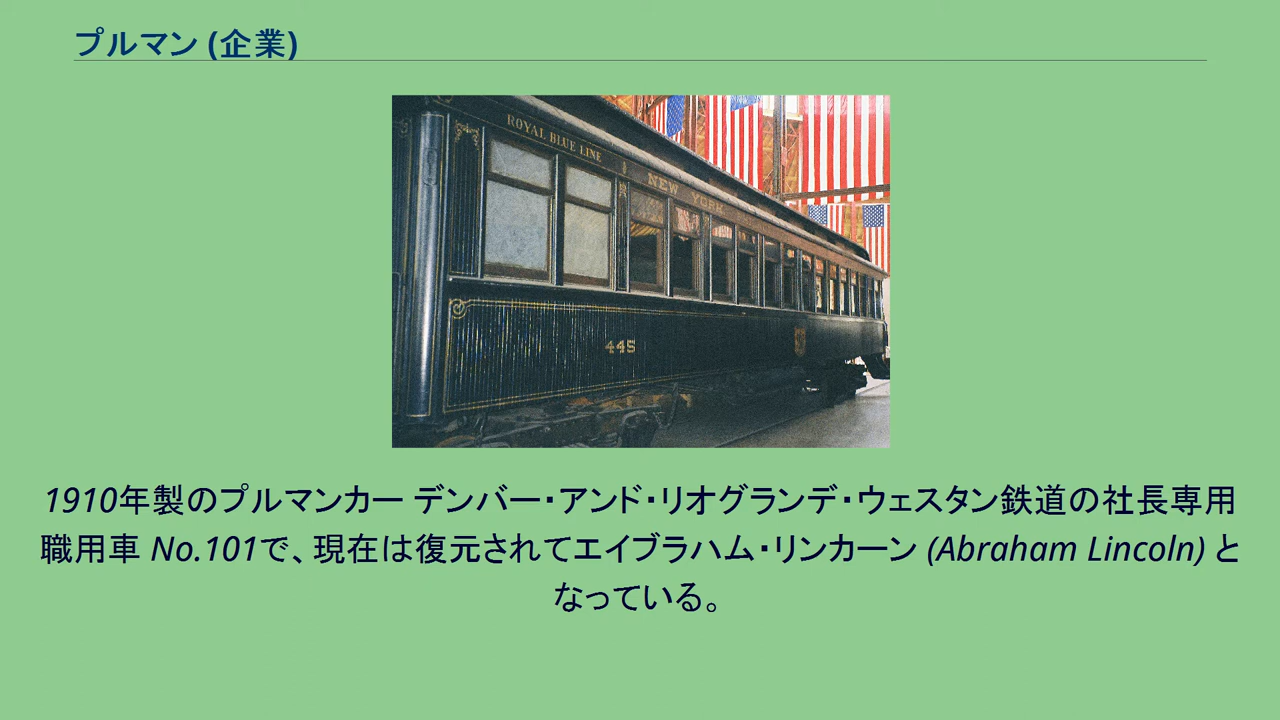 プルマン (企業)
ROYAL BLUE LINE
NEW YORK
445
1910年製のプルマンカー デンバー・アンド・リオグランデ・ウェスタン鉄道の社長専用
職用車 No.101で、現在は復元されてエイブラハム・リンカーン (Abraham Lincoln) と
なっている。